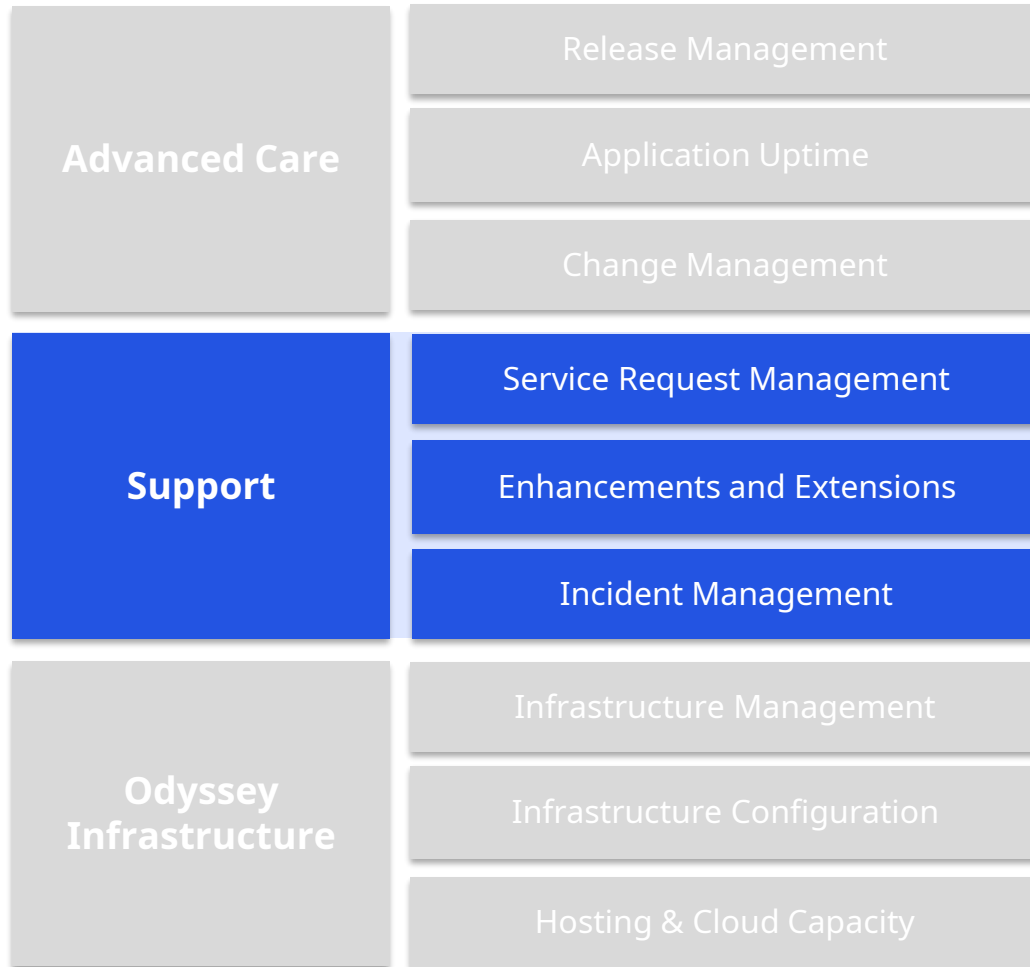 Advanced Care
Release Management
Application Uptime
Change Management
Support
Service Request Management
Enhancements and Extensions
Incident Management
Odyssey
Infrastructure
Infrastructure Management
Infrastructure Configuration
Hosting & Cloud Capacity